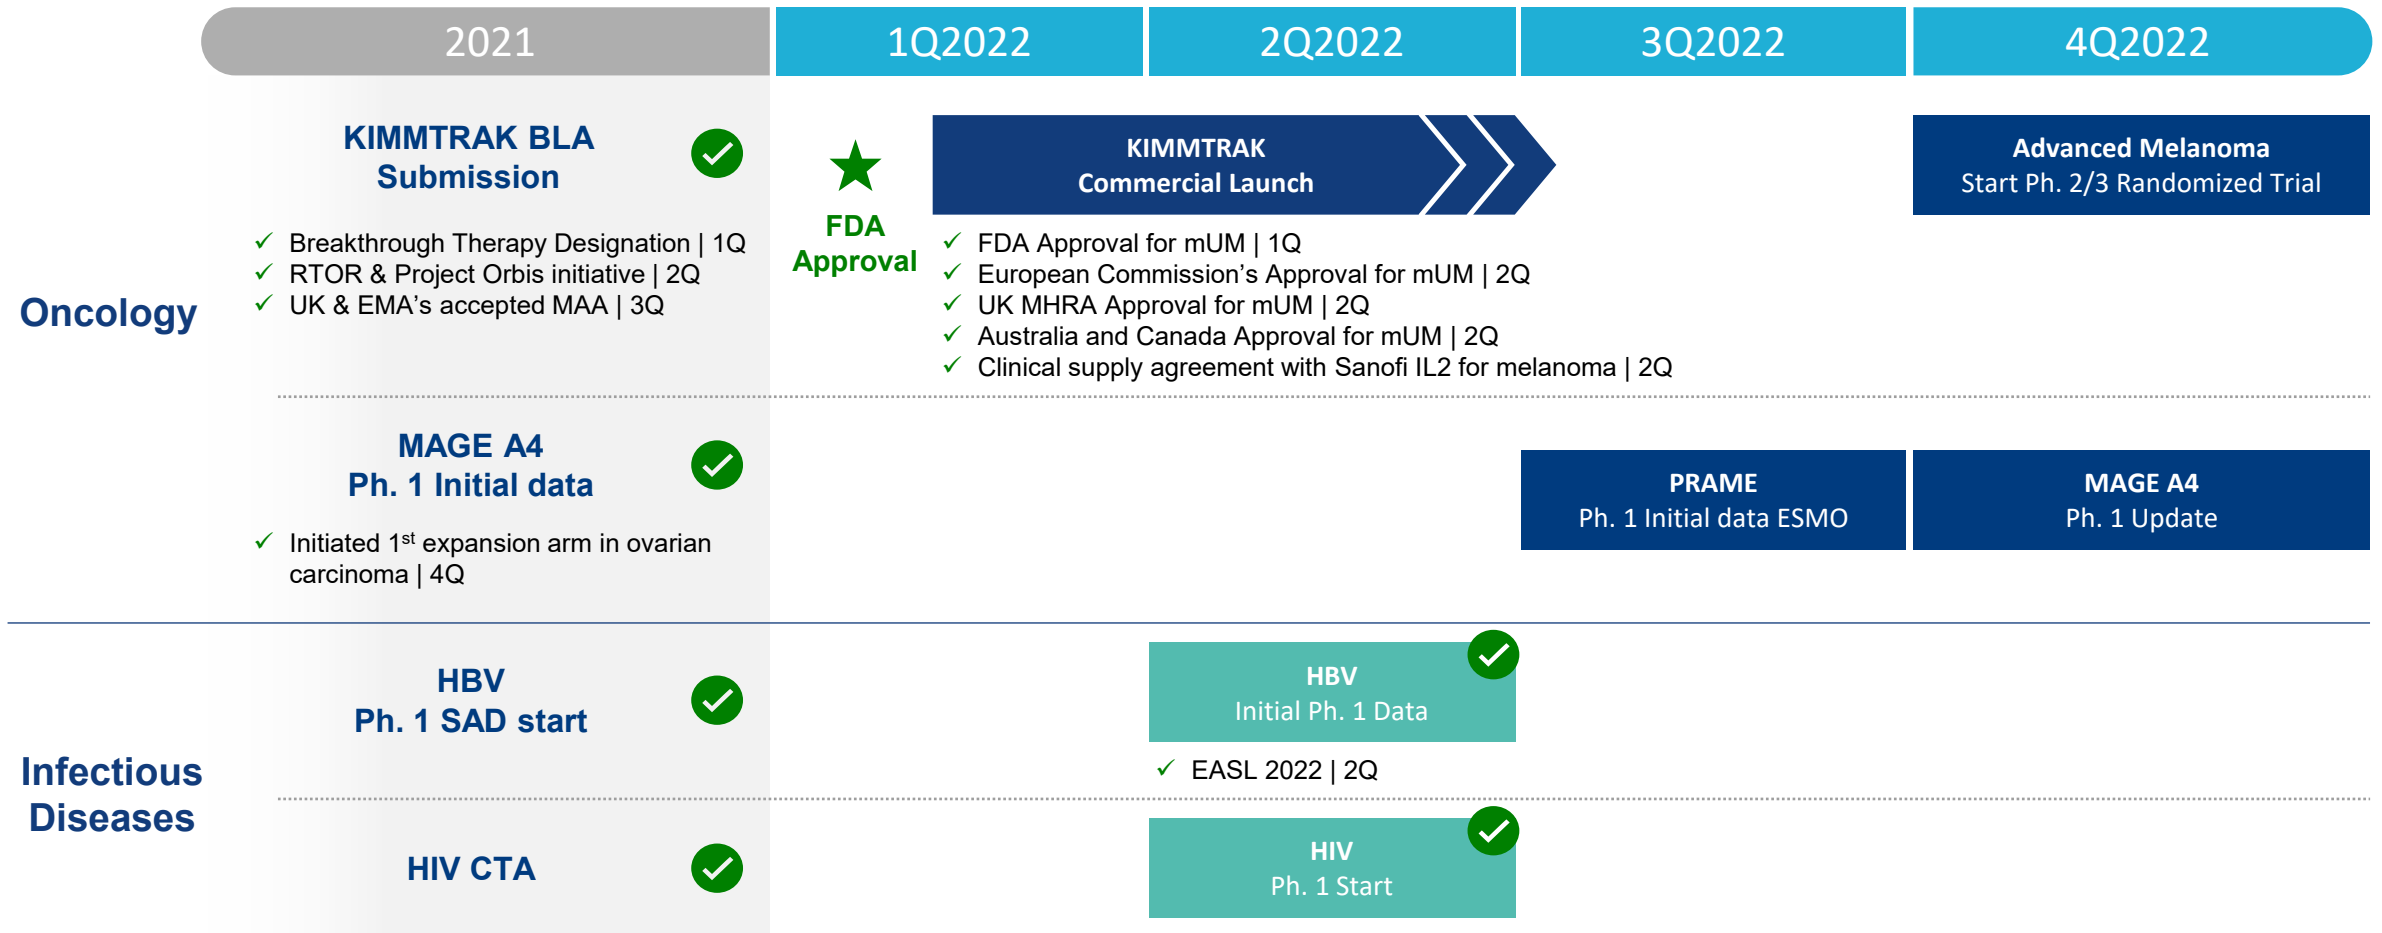 2021
1Q2022
2Q2022
3Q2022
4Q2022
Oncology
KIMMTRAK BLA
Submission
Breakthrough Therapy Designation | 1Q
RTOR & Project Orbis initiative | 2Q
UK & EMA’s accepted MAA | 3Q
FDA
Approval
KIMMTRAK
Commercial Launch
FDA Approval for mUM | 1Q
European Commission’s Approval for mUM | 2Q
UK MHRA Approval for mUM | 2Q
Australia and Canada Approval for mUM | 2Q
Clinical supply agreement with Sanofi IL2 for melanoma | 2Q
Advanced Melanoma
Start Ph. 2/3 Randomized Trial
MAGE A4
Ph. 1 Initial data
Initiated 1st expansion arm in ovarian
carcinoma | 4Q
PRAME
Ph. 1 Initial data ESMO
MAGE A4
Ph. 1 Update
Infectious
Diseases
HBV
Ph. 1 SAD start
HBV
Initial Ph. 1 Data
EASL 2022 | 2Q
HIV CTA
HIV
Ph. 1 Start